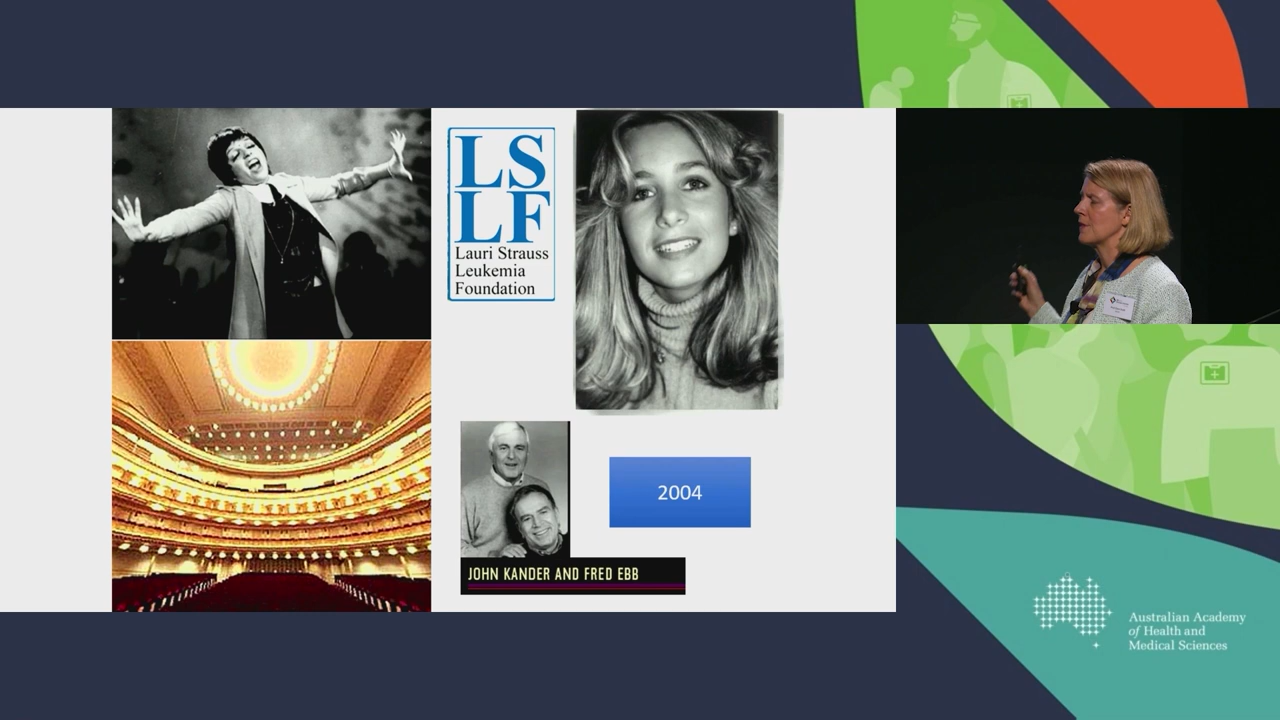 LS
LF
Lauri Strauss
Leukemia
Foundation
JOHN KANDER AND FRED EBB
2004
Australian Academy
of Health and
Medical Sciences